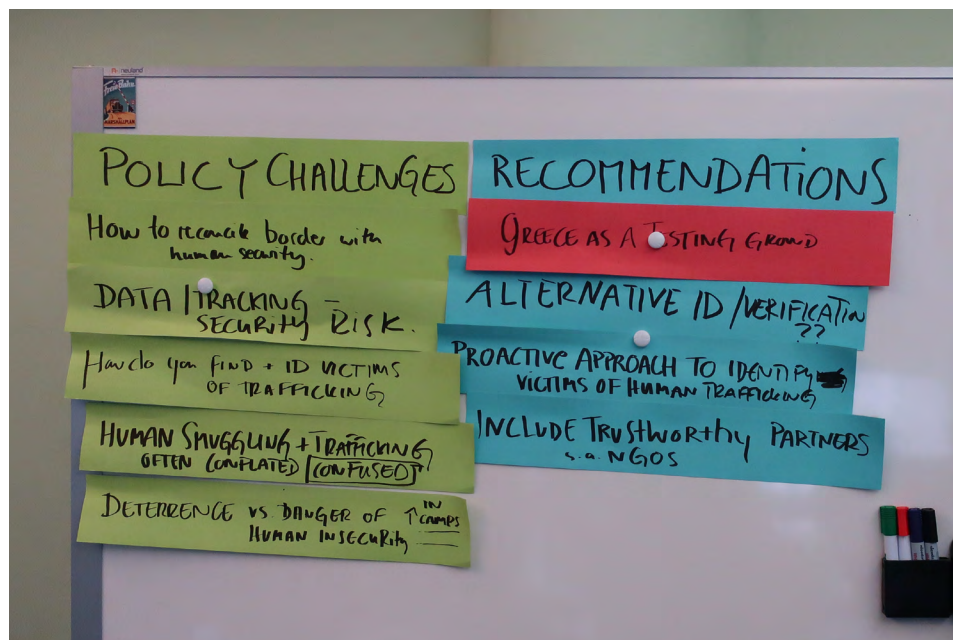 neuland
POLICY CHALLENGES
How to reconcile border with
human security.
DATA / TRACKING –
SECURITY RISK.
How do you FIND + ID VICTIMS
OF TRAFFICKING
HUMAN SMUGGLING + TRAFFICKING
OFTEN CONFLATED / CONFUSED
DETERRENCE VS. DANGER OF ↑ IN CAMPS
HUMAN INSECURITY
RECOMMENDATIONS
GREECE AS A TESTING GROUND
ALTERNATIVE ID / VERIFICATION
??
PROACTIVE APPROACH TO IDENTIFY
VICTIMS OF HUMAN TRAFFICKING
INCLUDE TRUSTWORTHY PARTNERS
s.a. NGOS